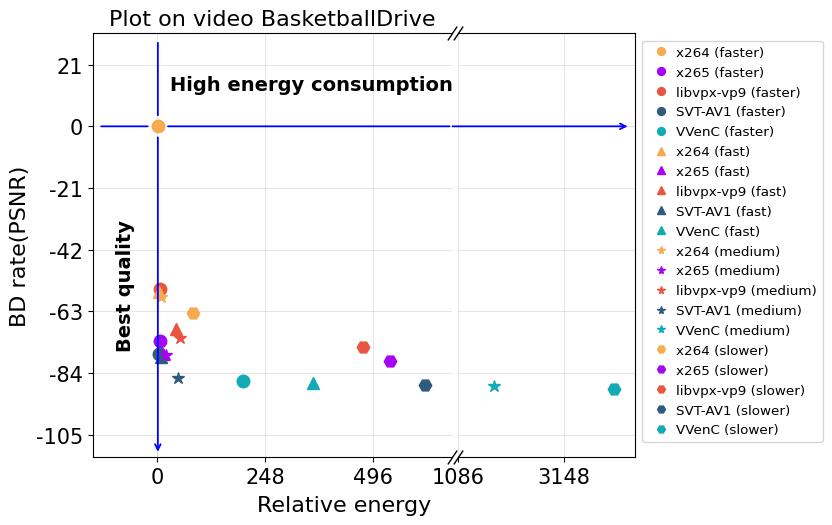 Plot on video BasketballDrive
21
0
-21
-42
-63
-84
-105
BD rate(PSNR)
High energy consumption
Best quality
0
248
496
1086
3148
Relative energy
x264 (faster)
x265 (faster)
libvpx-vp9 (faster)
SVT-AV1 (faster)
VVenC (faster)
x264 (fast)
x265 (fast)
libvpx-vp9 (fast)
SVT-AV1 (fast)
VVenC (fast)
x264 (medium)
x265 (medium)
libvpx-vp9 (medium)
SVT-AV1 (medium)
VVenC (medium)
x264 (slower)
x265 (slower)
libvpx-vp9 (slower)
SVT-AV1 (slower)
VVenC (slower)